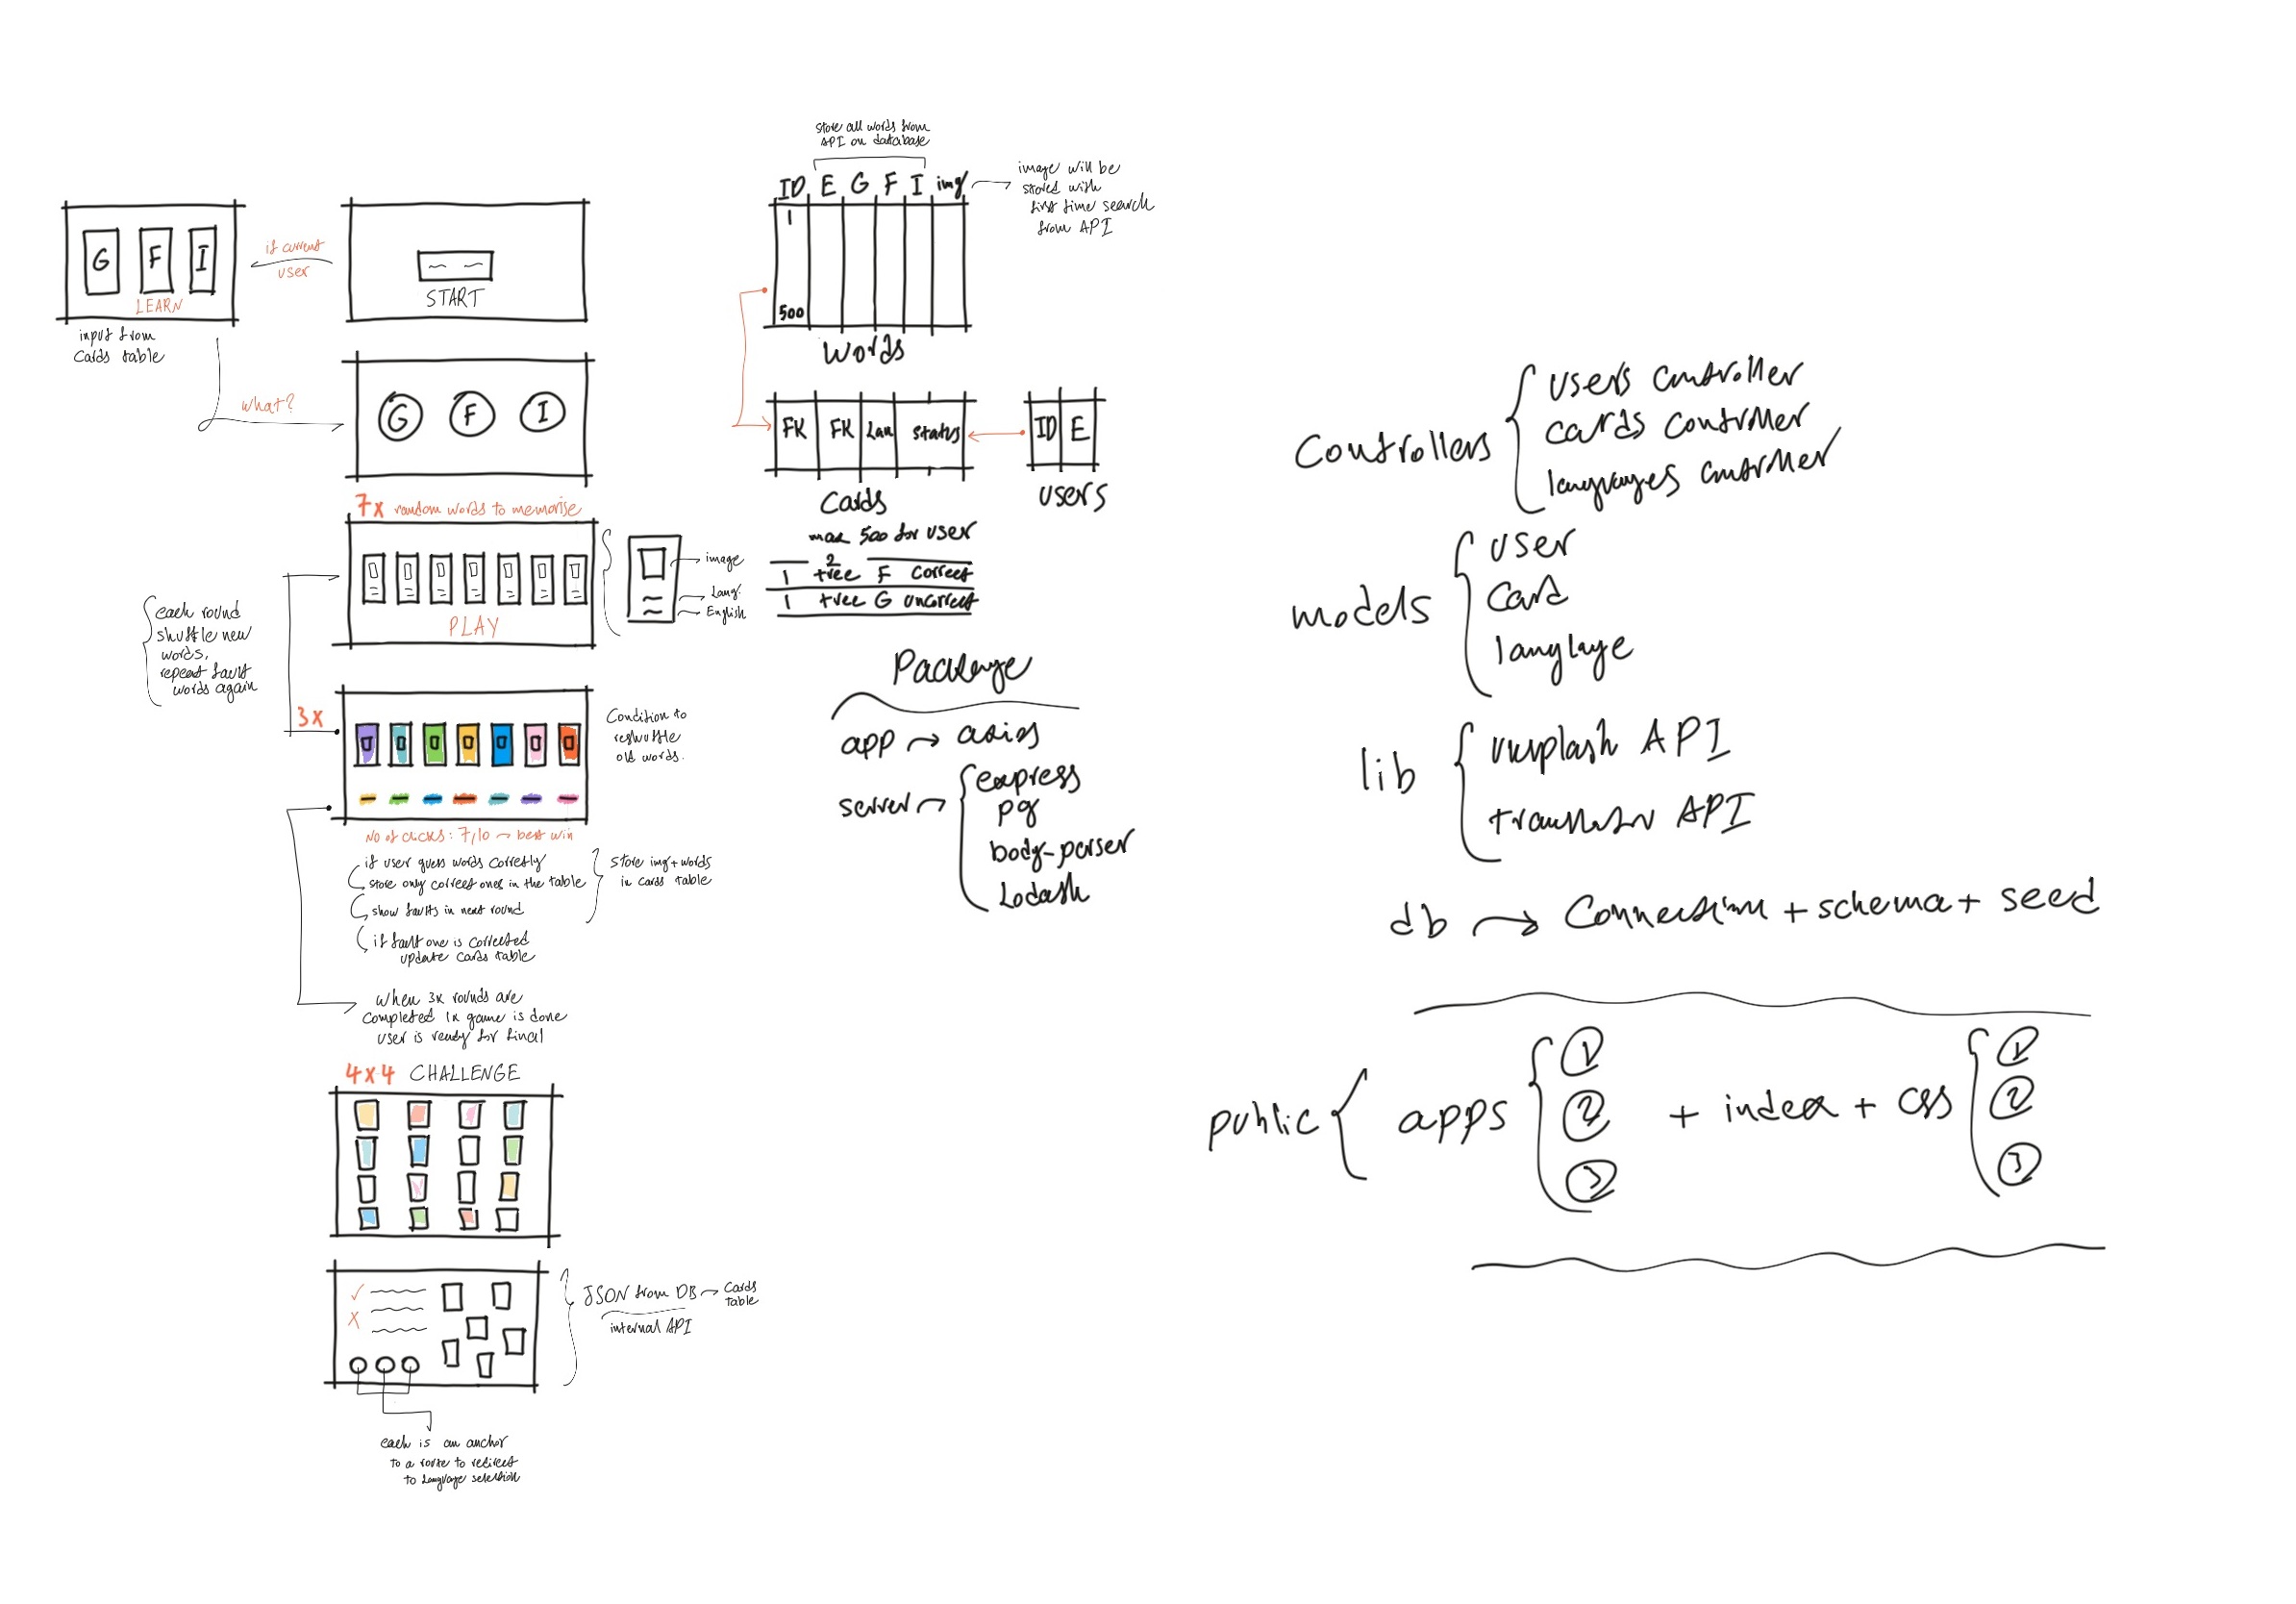 G F I
LEARN
input from
Cards table
if current
user
START
what?
G F I
7x random words to memorise
PLAY
image
Lang.
English
each round
shuffle new
words,
repeat fault
words again
3x
Condition to
reshuffle
old words.
No of clicks: 7,10 → best win
if user guess words correctly
store only correct ones in the table
show faults in next round
if fault one is corrected
update cards table
store img + words
in cards table
when 3x rounds are
completed 1x game is done
user is ready for final
4x4 CHALLENGE
✓
X
JSON from DB → Cards
table
internal API
each is an anchor
to a route to redirect
to language selection
store all words from
API on database
ID E G F I img
1
500
image will be
stored with
first time search
from API
Words
FK FK Lan status
ID E
Cards
users
max 500 for user
2
1 tree F Correct
1 tree G Uncorrect
Package
app → axios
server → express
pg
body-parser
Lodash
Controllers
users controller
cards controller
languages controller
models
user
Card
langlage
lib
unsplash API
translator API
db → Connection + schema + seed
public
apps
1
2
3
+ index + css
1
2
3